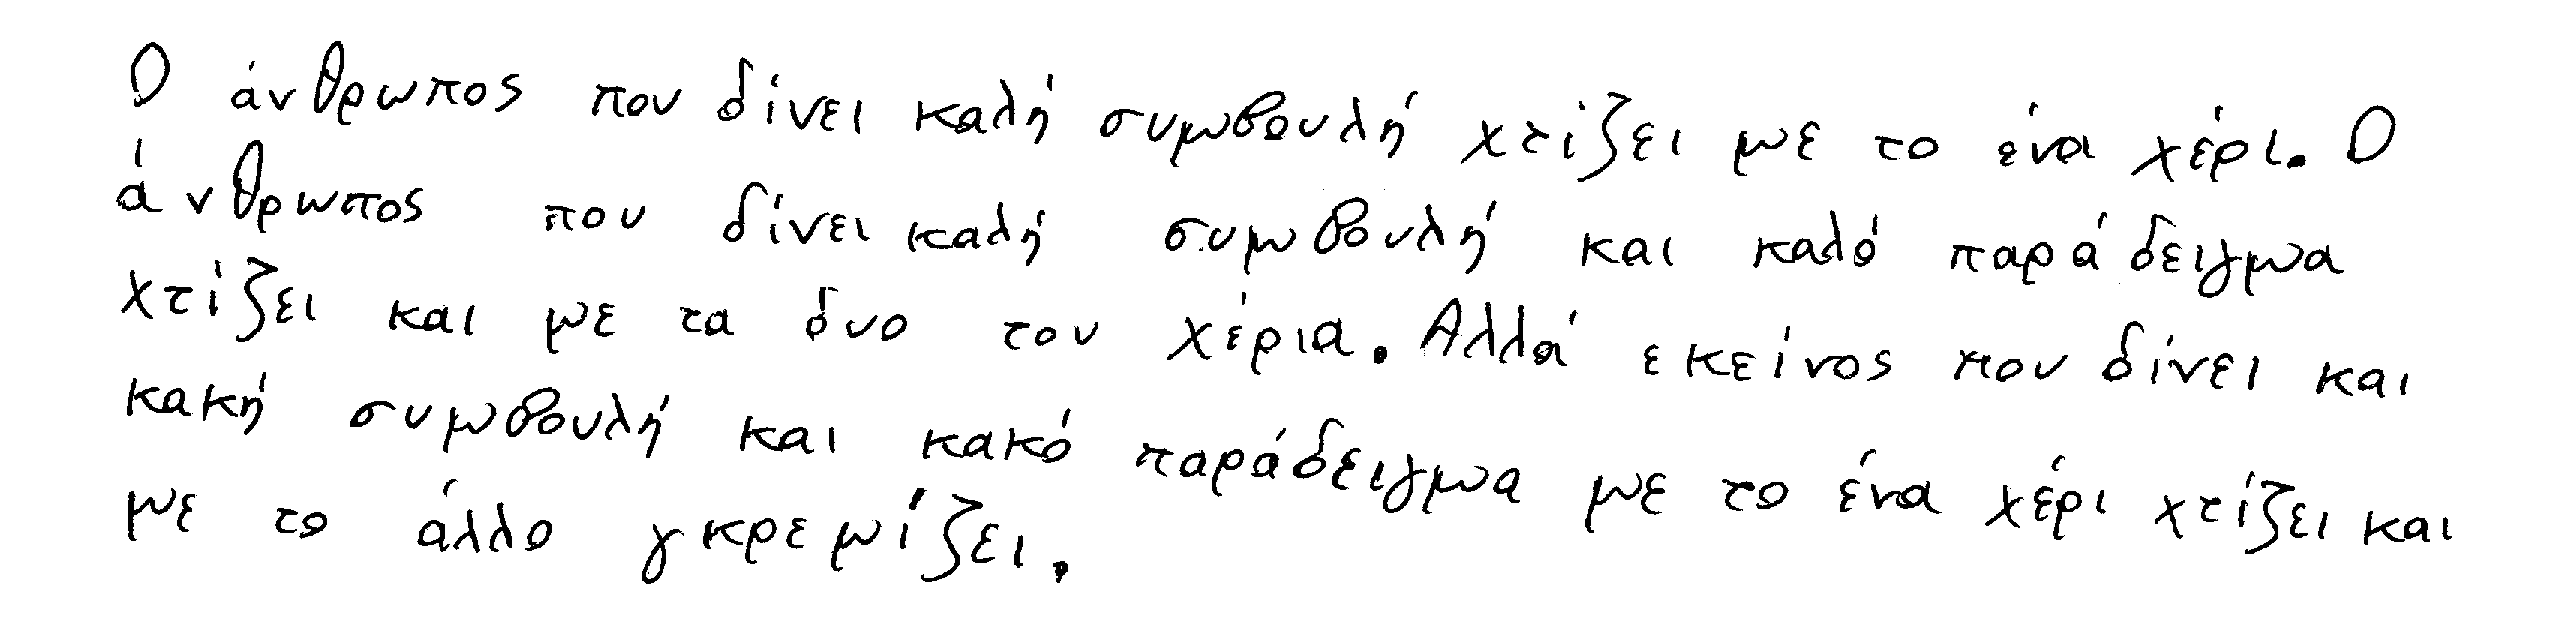 Ο άνθρωπος που δίνει καλή συμβουλή χτίζει με το ένα χέρι. Ο
άνθρωπος που δίνει καλή συμβουλή και καλό παράδειγμα
χτίζει και με τα δυο του χέρια. Αλλά εκείνος που δίνει και
κακή συμβουλή και κακό παράδειγμα με το ένα χέρι χτίζει και
με το άλλο γκρεμίζει.